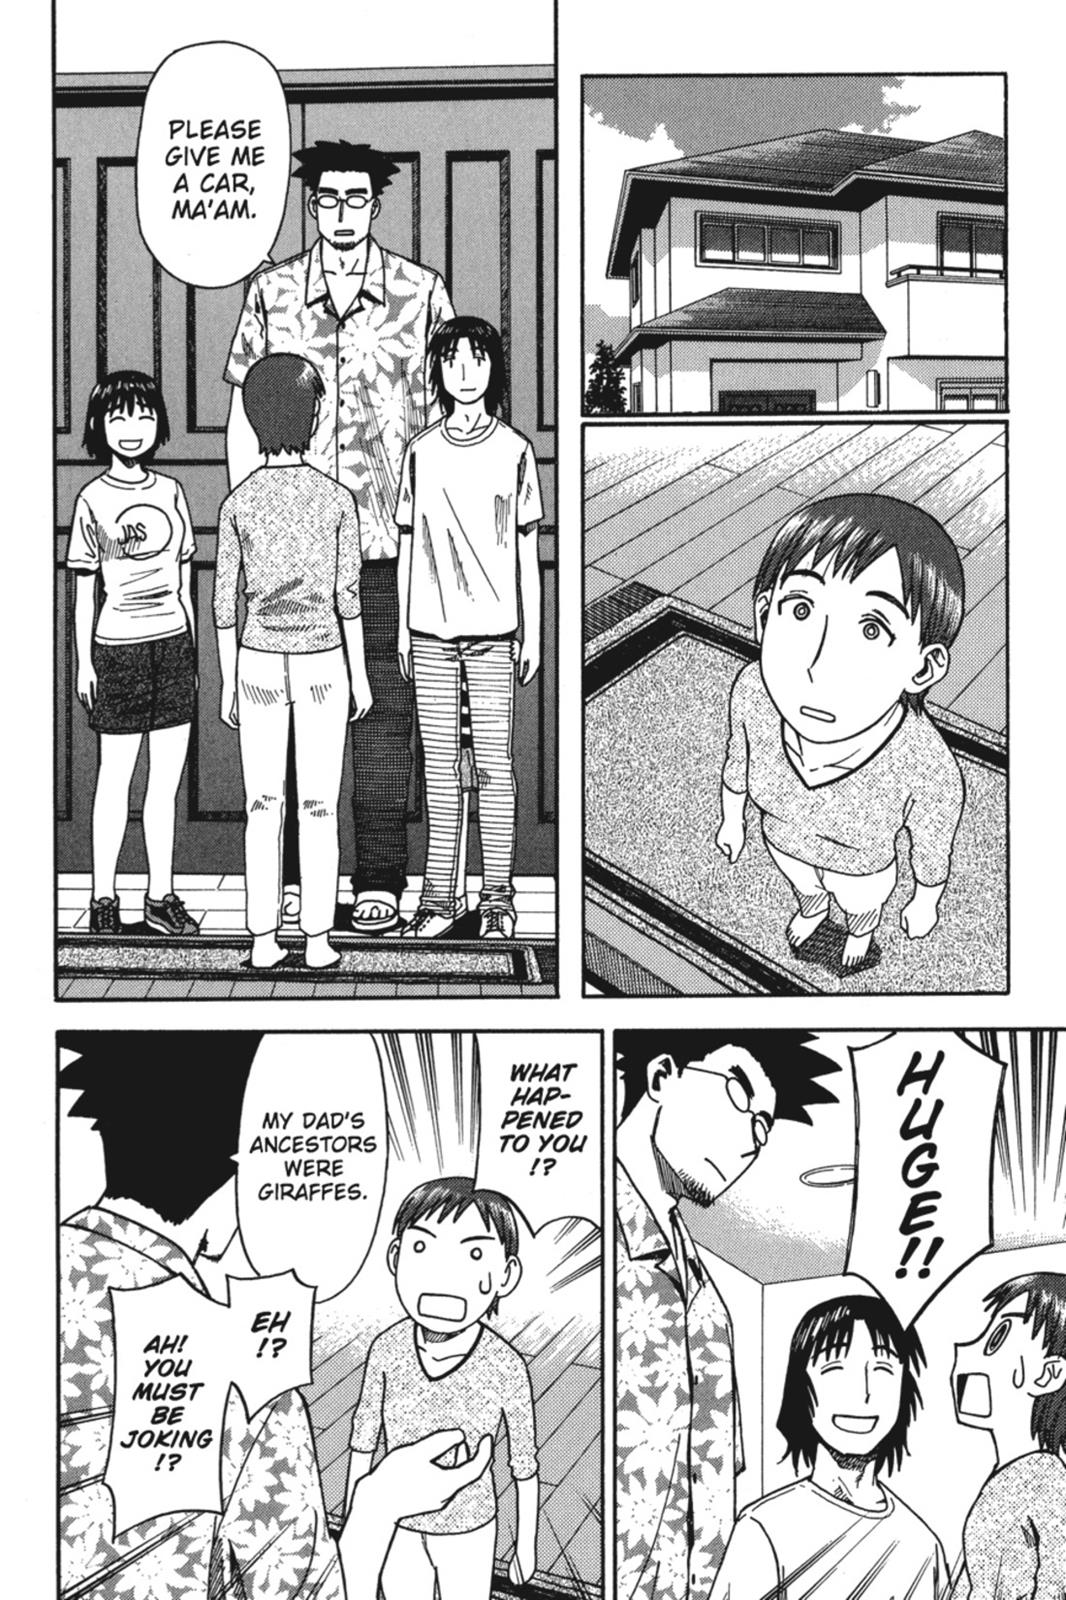 PLEASE
GIVE ME
A CAR,
MA'AM.
JAS
HUGE!!
WHAT
HAP-
PENED
TO YOU
!?
MY DAD'S
ANCESTORS
WERE
GIRAFFES.
EH
!?
AH!
YOU
MUST
BE
JOKING
!?